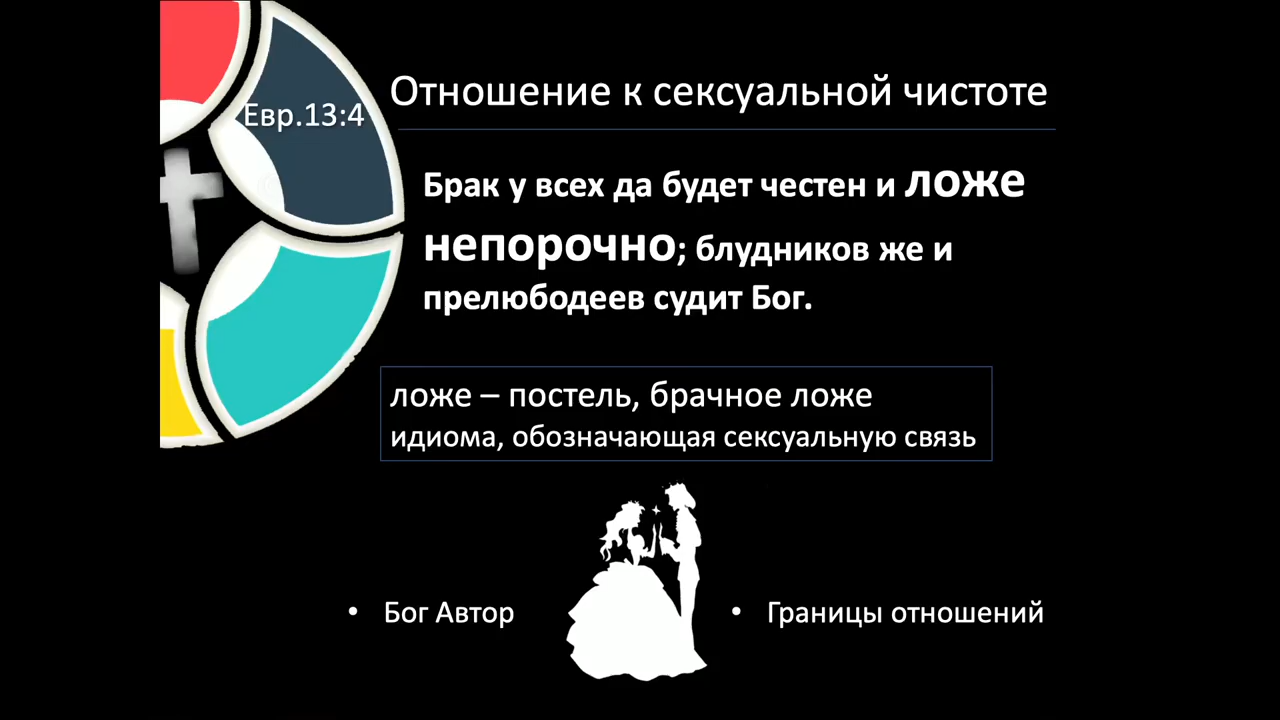 Отношение к сексуальной чистоте
Евр.13:4
Брак у всех да будет честен и ложе
непорочно; блудников же и
прелюбодеев судит Бог.
ложе – постель, брачное ложе
идиома, обозначающая сексуальную связь
• Бог Автор
• Границы отношений